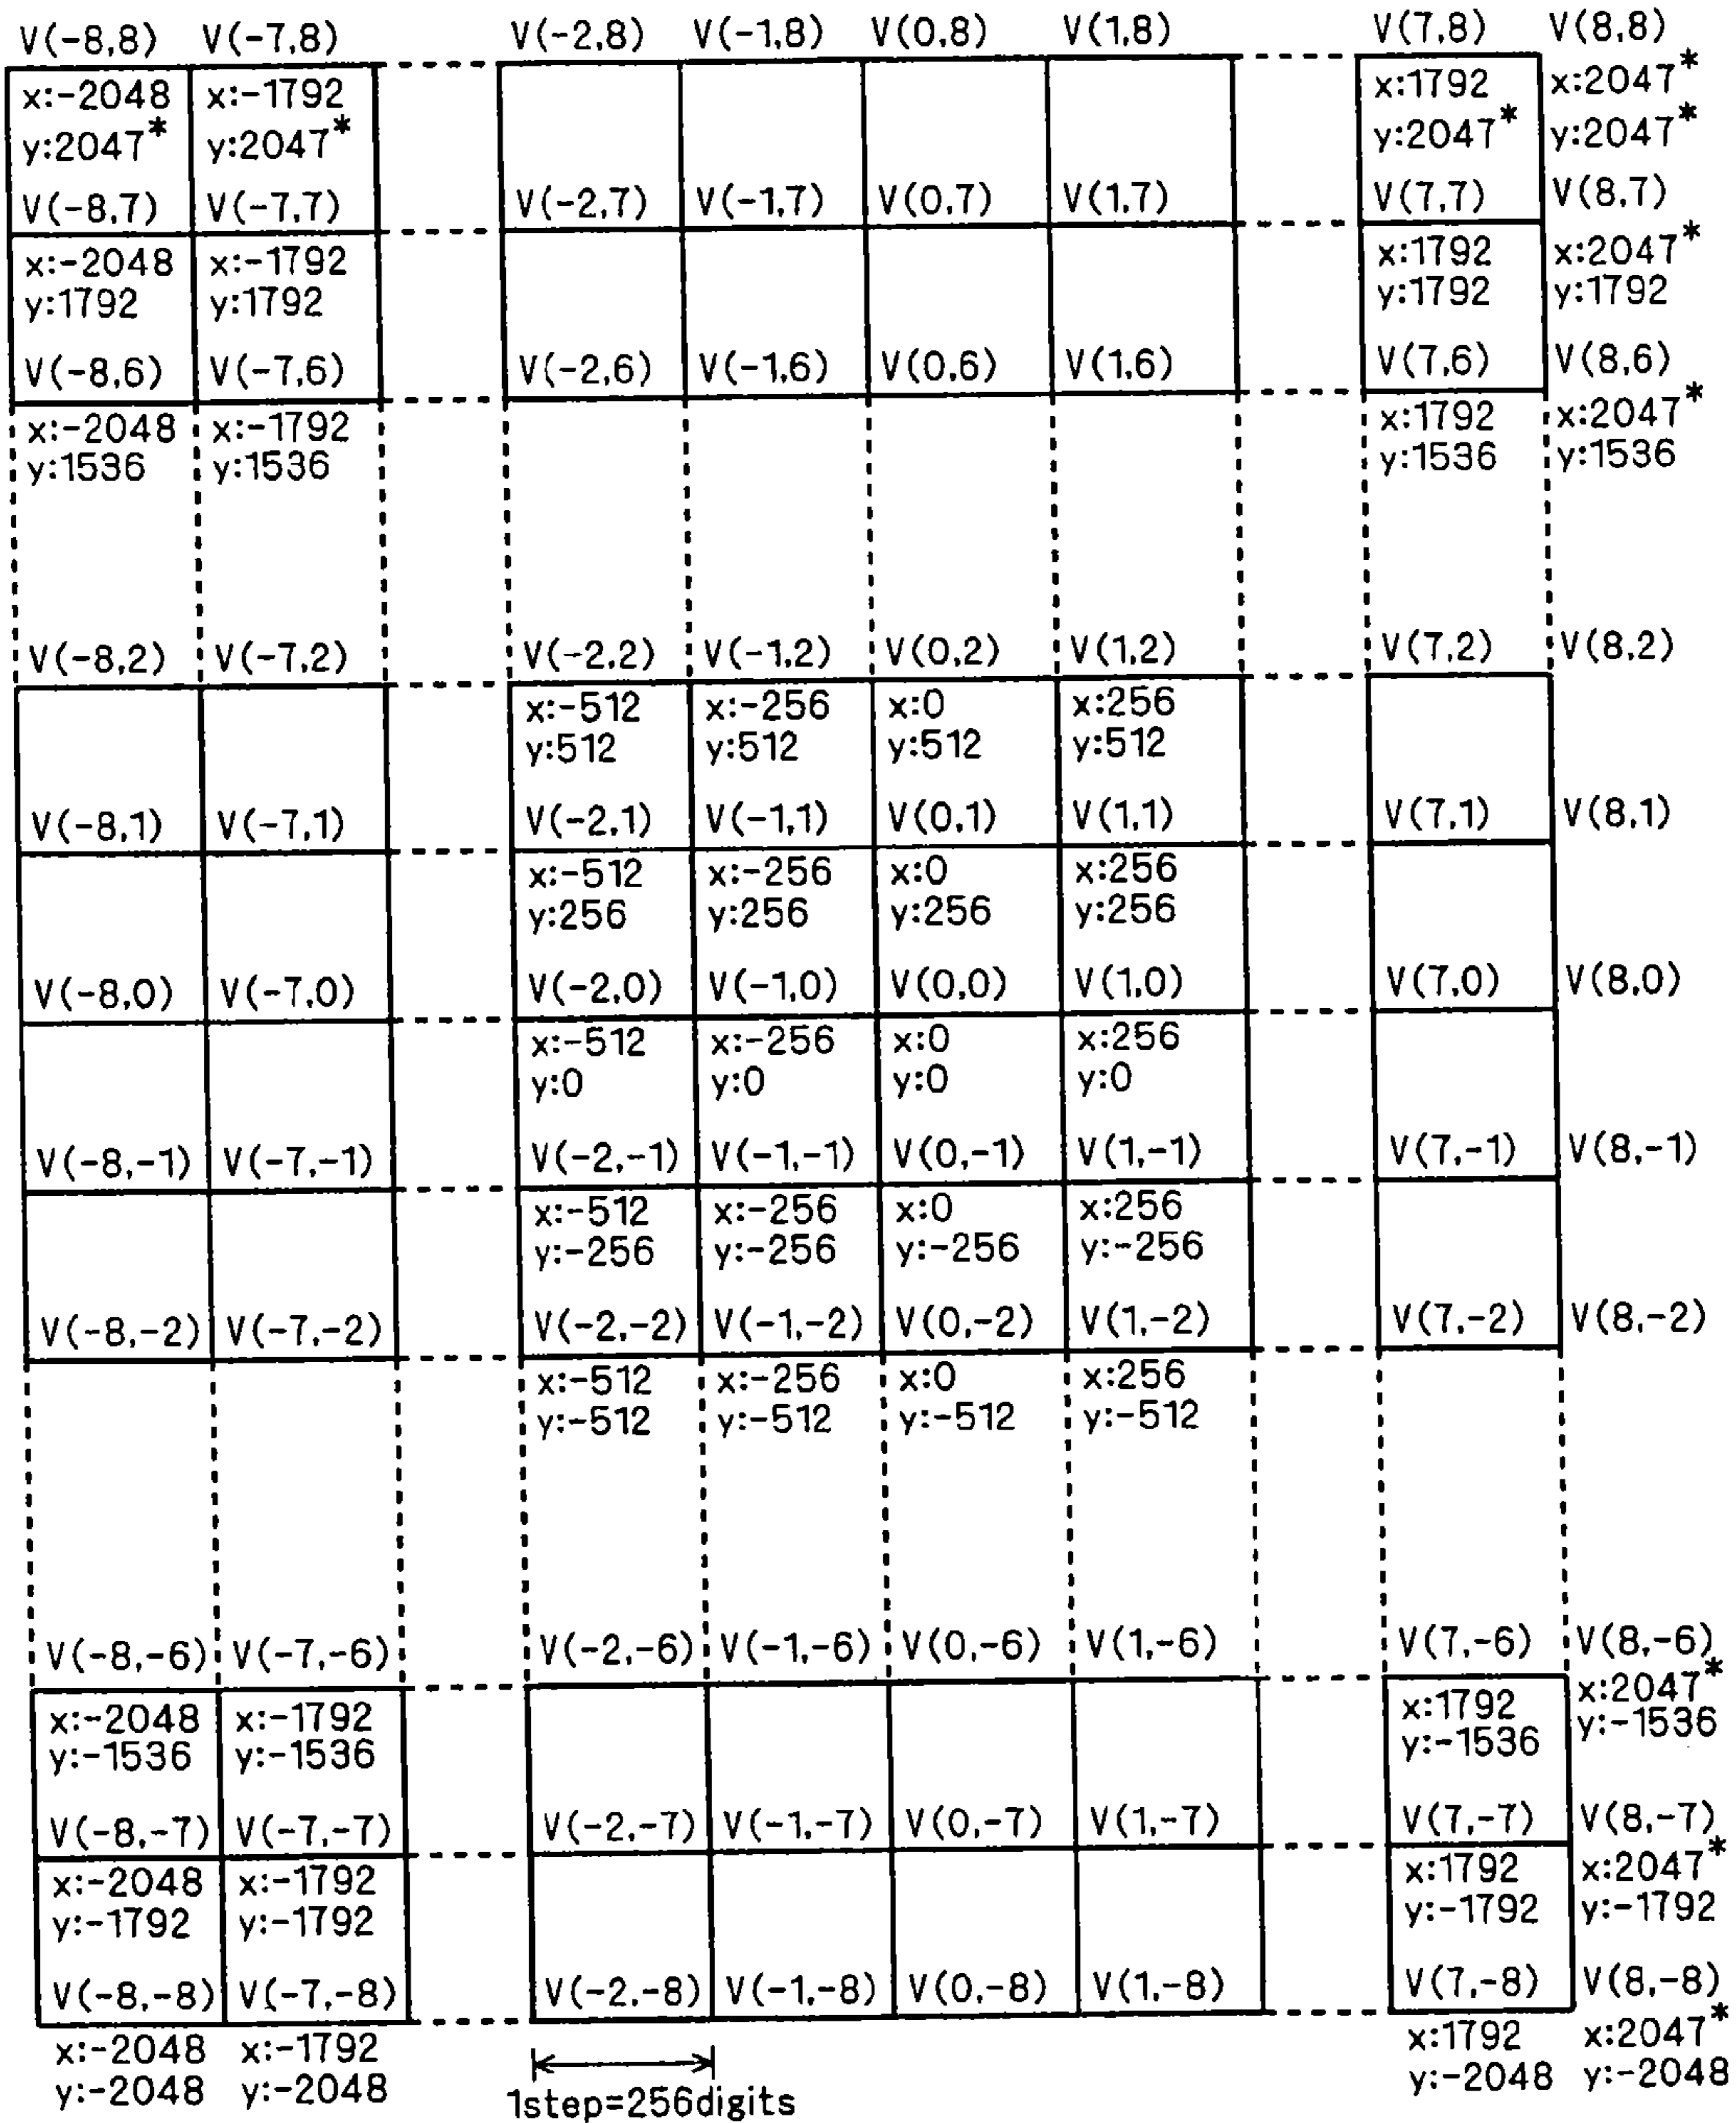 V(-8,8) V(-7,8) V(-2,8) V(-1,8) V(0,8) V(1,8) V(7,8) V(8,8)
x:-2048 x:-1792 x:1792 x:2047*
y:2047* y:2047* y:2047* y:2047*
V(-8,7) V(-7,7) V(-2,7) V(-1,7) V(0,7) V(1,7) V(7,7) V(8,7)
x:-2048 x:-1792 x:1792 x:2047*
y:1792 y:1792 y:1792 y:1792
V(-8,6) V(-7,6) V(-2,6) V(-1,6) V(0,6) V(1,6) V(7,6) V(8,6)
x:-2048 x:-1792 x:1792 x:2047*
y:1536 y:1536 y:1536 y:1536
V(-8,2) V(-7,2) V(-2,2) V(-1,2) V(0,2) V(1,2) V(7,2) V(8,2)
x:-512 x:-256 x:0 x:256
y:512 y:512 y:512 y:512
V(-8,1) V(-7,1) V(-2,1) V(-1,1) V(0,1) V(1,1) V(7,1) V(8,1)
x:-512 x:-256 x:0 x:256
y:256 y:256 y:256 y:256
V(-8,0) V(-7,0) V(-2,0) V(-1,0) V(0,0) V(1,0) V(7,0) V(8,0)
x:-512 x:-256 x:0 x:256
y:0 y:0 y:0 y:0
V(-8,-1) V(-7,-1) V(-2,-1) V(-1,-1) V(0,-1) V(1,-1) V(7,-1) V(8,-1)
x:-512 x:-256 x:0 x:256
y:-256 y:-256 y:-256 y:-256
V(-8,-2) V(-7,-2) V(-2,-2) V(-1,-2) V(0,-2) V(1,-2) V(7,-2) V(8,-2)
x:-512 x:-256 x:0 x:256
y:-512 y:-512 y:-512 y:-512
V(-8,-6) V(-7,-6) V(-2,-6) V(-1,-6) V(0,-6) V(1,-6) V(7,-6) V(8,-6)
x:-2048 x:-1792 x:1792 x:2047*
y:-1536 y:-1536 y:-1536 y:-1536
V(-8,-7) V(-7,-7) V(-2,-7) V(-1,-7) V(0,-7) V(1,-7) V(7,-7) V(8,-7)
x:-2048 x:-1792 x:1792 x:2047*
y:-1792 y:-1792 y:-1792 y:-1792
V(-8,-8) V(-7,-8) V(-2,-8) V(-1,-8) V(0,-8) V(1,-8) V(7,-8) V(8,-8)
x:-2048 x:-1792 x:1792 x:2047*
y:-2048 y:-2048 y:-2048 y:-2048
1step=256digits